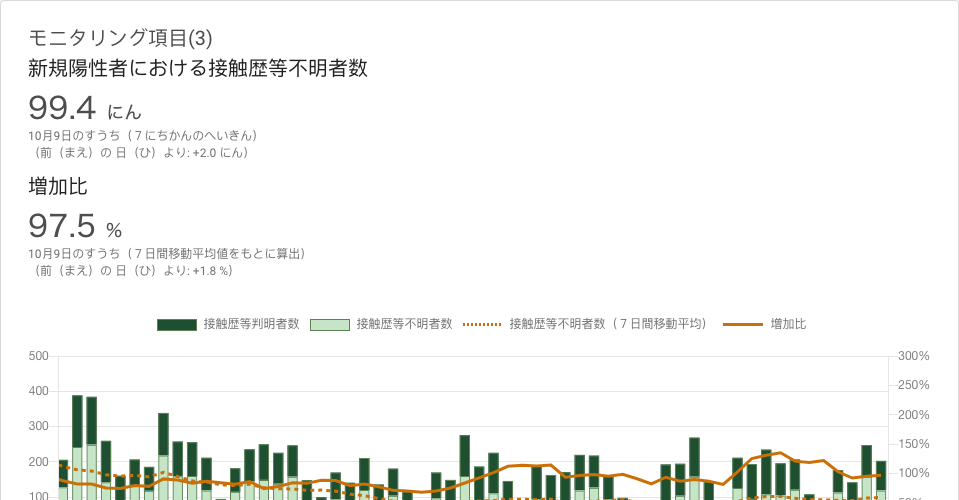 モニタリング項目(3)
新規陽性者における接触歴等不明者数
99.4 にん
10月9日のすうち（７にちかんのへいきん）
（前（まえ）の 日（ひ）より: +2.0 にん）
増加比
97.5 %
10月9日のすうち（７日間移動平均値をもとに算出）
（前（まえ）の 日（ひ）より: +1.8 %）
接触歴等判明者数 接触歴等不明者数 接触歴等不明者数（７日間移動平均） 増加比
500 300%
250%
400
200%
300
150%
200
100%
100